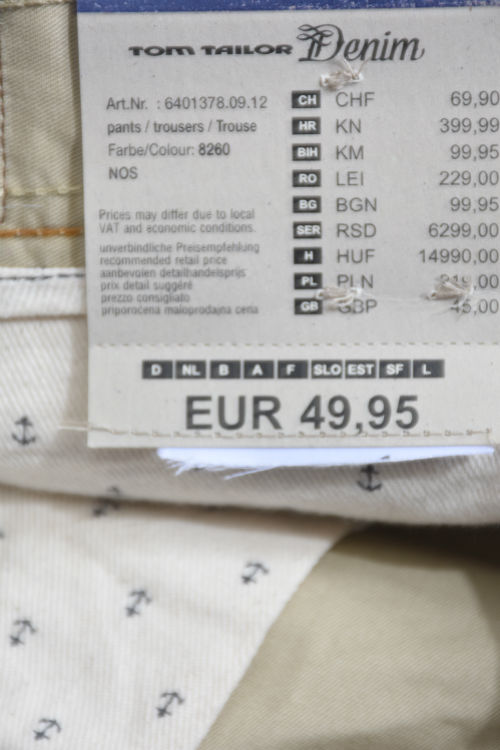 TOM TAILOR Denim
Art.Nr. : 6401378.09.12
pants / trousers / Trouse
Farbe/Colour: 8260
NOS
Prices may differ due to local
VAT and economic conditions.
unverbindliche Preisempfehlung
recommended retail price
aanbevolen detailhandelsprijs
prix detail suggéré
prezzo consigliato
priporočena maloprodajna cena
CH CHF 69,90
HR KN 399,99
BIH KM 99,95
RO LEI 229,00
BG BGN 99,95
SER RSD 6299,00
H HUF 14990,00
PL PLN
GB GBP 45,00
D NL B A F SLO EST SF L
EUR 49,95